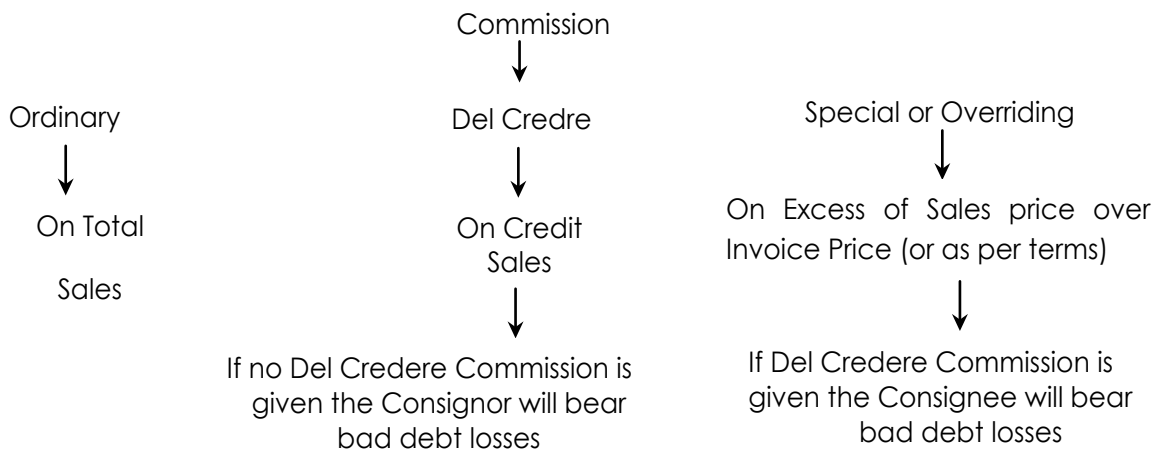 Commission
Ordinary
Del Credre
Special or Overriding
On Total
Sales
On Credit
Sales
On Excess of Sales price over
Invoice Price (or as per terms)
If no Del Credere Commission is
given the Consignor will bear
bad debt losses
If Del Credere Commission is
given the Consignee will bear
bad debt losses